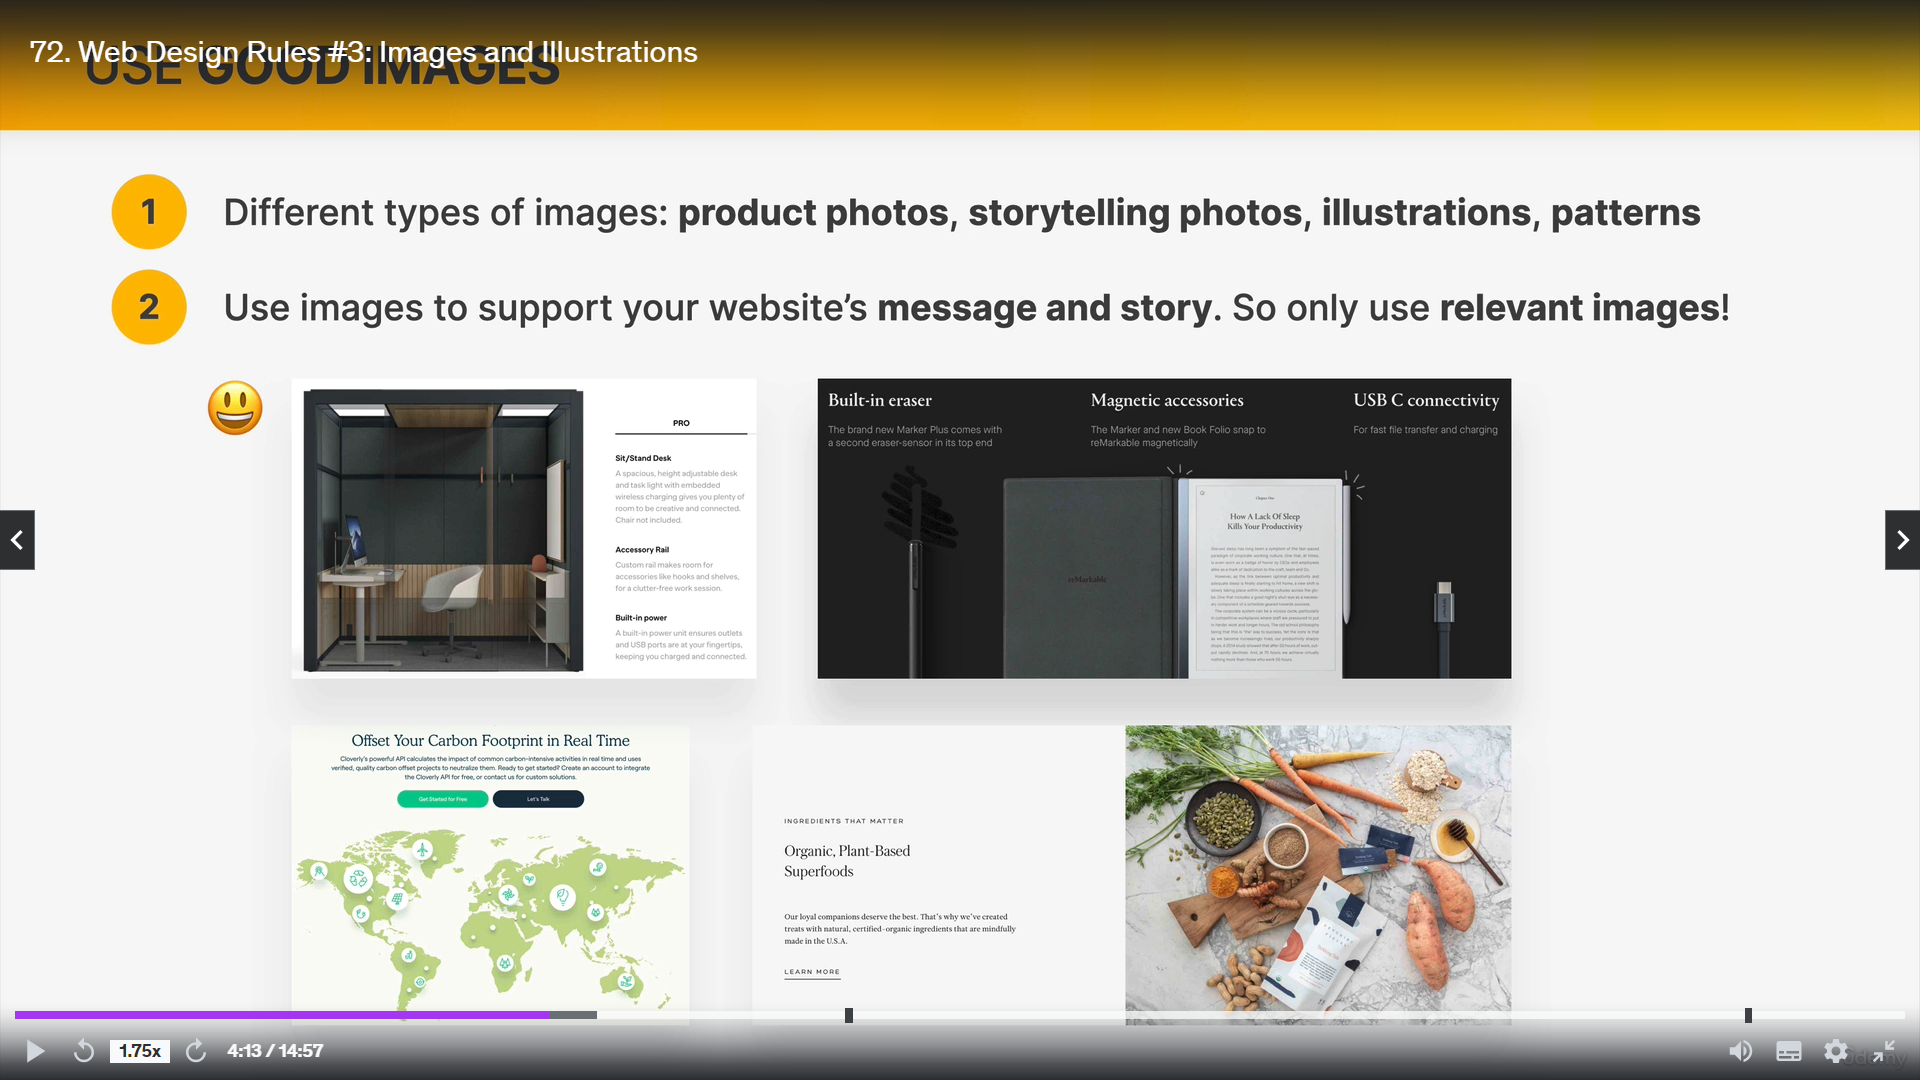 72. Web Design Rules #3: Images and Illustrations
USE GOOD IMAGES
1 Different types of images: product photos, storytelling photos, illustrations, patterns
2 Use images to support your website's message and story. So only use relevant images!
PRO
Sit/Stand Desk
A spacious, height adjustable desk
and task light with embedded
wireless charging gives you plenty of
room to be creative and connected.
Chair not included.
Accessory Rail
Custom rail makes room for
accessories like hooks and shelves,
for a clutter-free work session.
Built-in power
A built-in power unit ensures outlets
and USB ports are at your fingertips,
keeping you charged and connected.
Built-in eraser
The brand new Marker Plus comes with
a second eraser-sensor in its top end
Magnetic accessories
The Marker and new Book Folio snap to
reMarkable magnetically
USB C connectivity
For fast file transfer and charging
reMarkable
Chapter One
How A Lack Of Sleep
Kills Your Productivity
Offset Your Carbon Footprint in Real Time
Cloverly's powerful API calculates the impact of common carbon-intensive activities in real time and uses
verified, quality carbon offset projects to neutralize them. Ready to get started? Create an account to integrate
the Cloverly API for free, or contact us for custom solutions.
Get Started for Free
Let's Talk
INGREDIENTS THAT MATTER
Organic, Plant-Based
Superfoods
Our loyal companions deserve the best. That's why we've created
treats with natural, certified-organic ingredients that are mindfully
made in the U.S.A.
LEARN MORE
1.75x
4:13 / 14:57
udemy